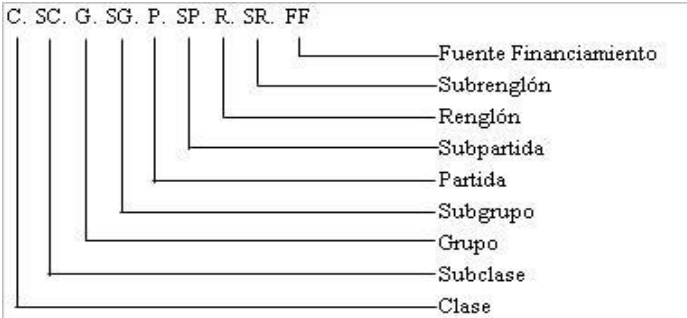 C. SC. G. SG. P. SP. R. SR. FF
Fuente Financiamiento
Subrenglón
Renglón
Subpartida
Partida
Subgrupo
Grupo
Subclase
Clase